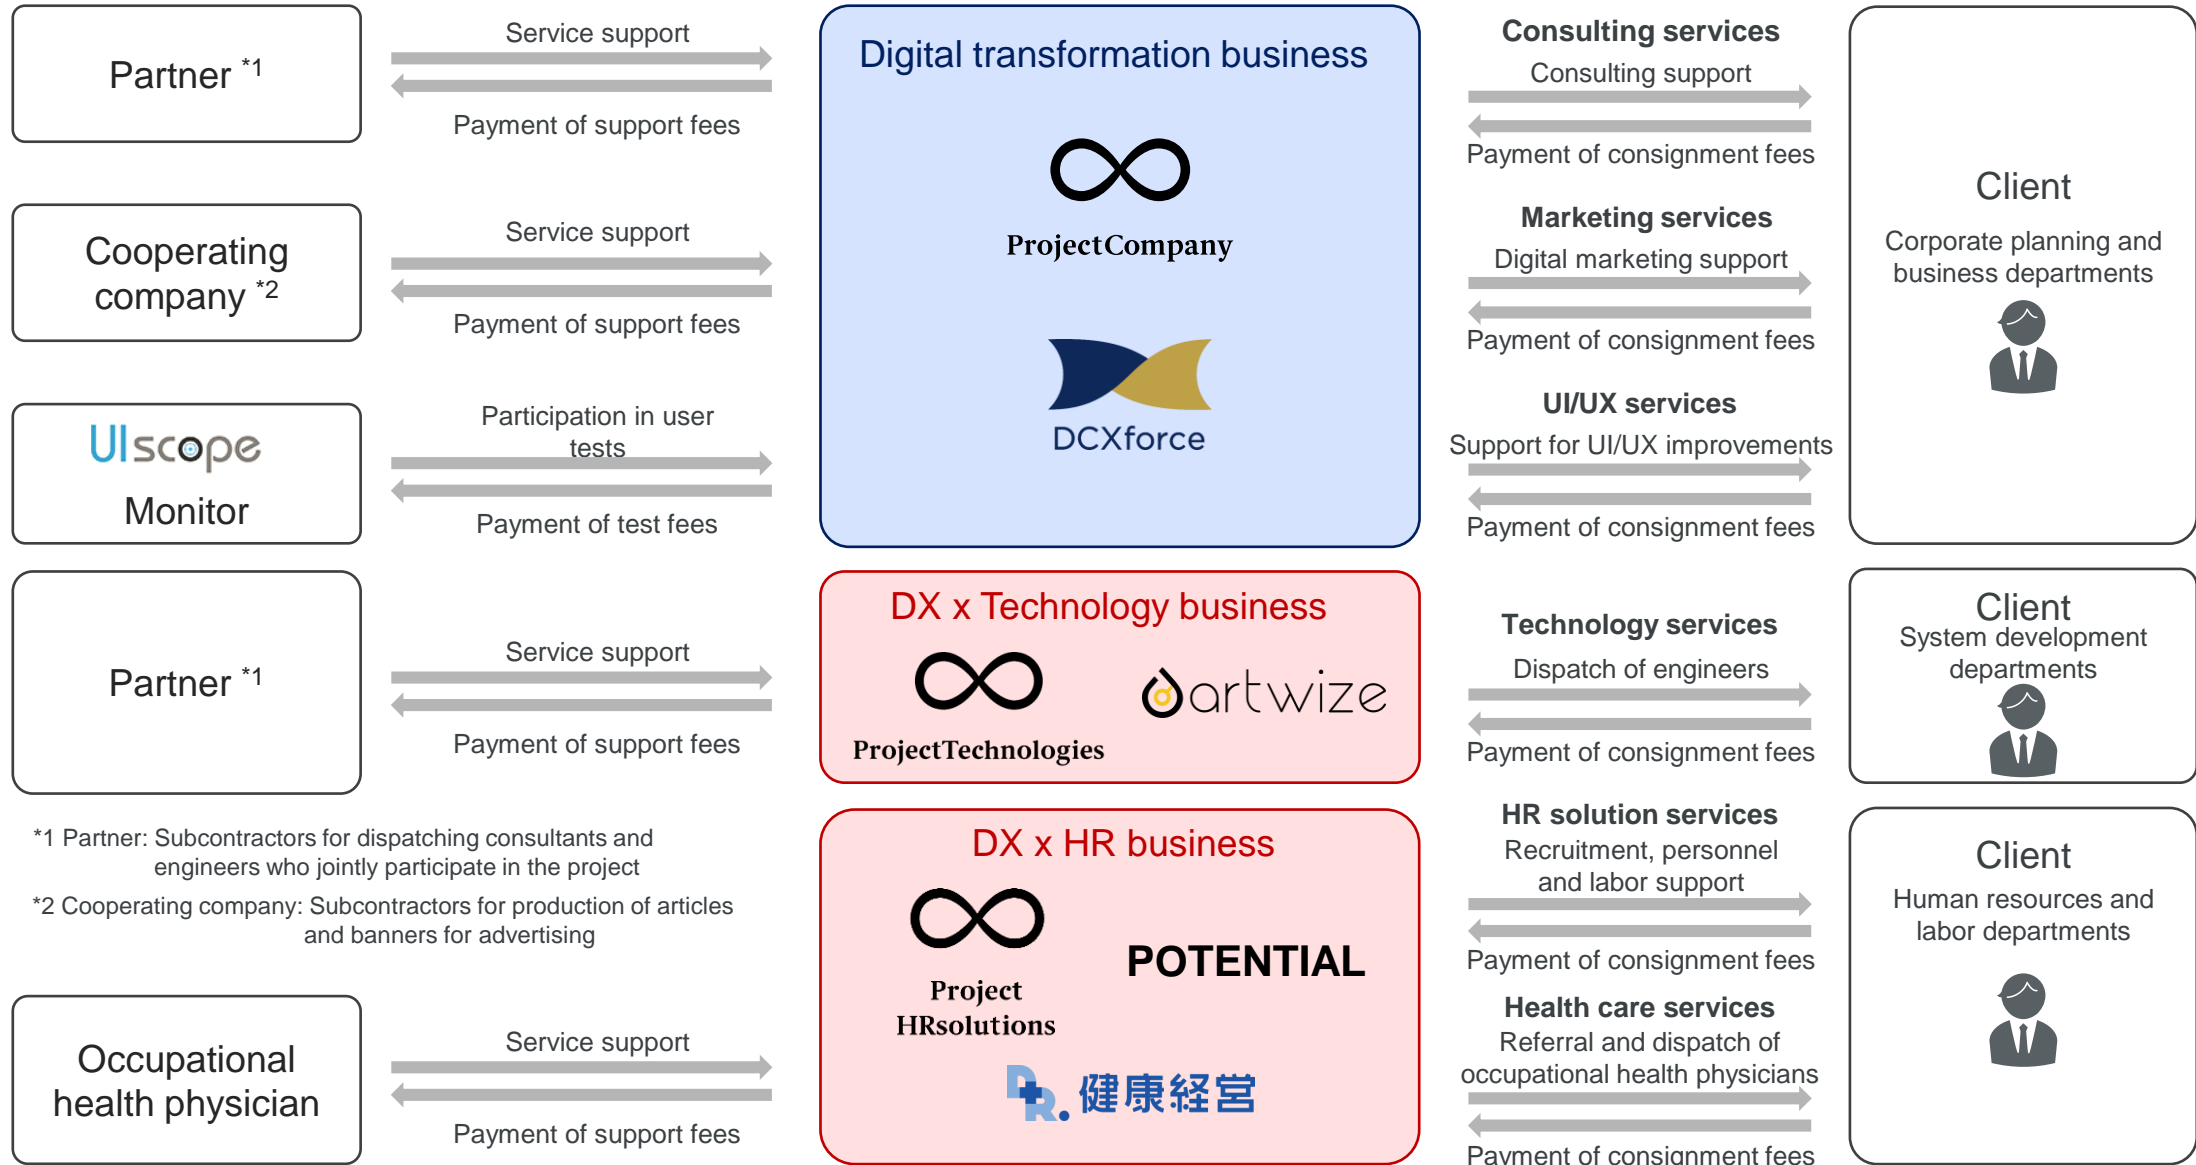 Partner *1
Service support
Payment of support fees
Cooperating
company *2
Service support
Payment of support fees
UIscope
Monitor
Participation in user
tests
Payment of test fees
Partner *1
Service support
Payment of support fees
*1 Partner: Subcontractors for dispatching consultants and
engineers who jointly participate in the project
*2 Cooperating company: Subcontractors for production of articles
and banners for advertising
Occupational
health physician
Service support
Payment of support fees
Digital transformation business
ProjectCompany
DCXforce
DX x Technology business
ProjectTechnologies
artwize
DX x HR business
Project
HRsolutions
POTENTIAL
DR. 健康経営
Consulting services
Consulting support
Payment of consignment fees
Marketing services
Digital marketing support
Payment of consignment fees
UI/UX services
Support for UI/UX improvements
Payment of consignment fees
Technology services
Dispatch of engineers
Payment of consignment fees
HR solution services
Recruitment, personnel
and labor support
Payment of consignment fees
Health care services
Referral and dispatch of
occupational health physicians
Payment of consignment fees
Client
Corporate planning and
business departments
Client
System development
departments
Client
Human resources and
labor departments